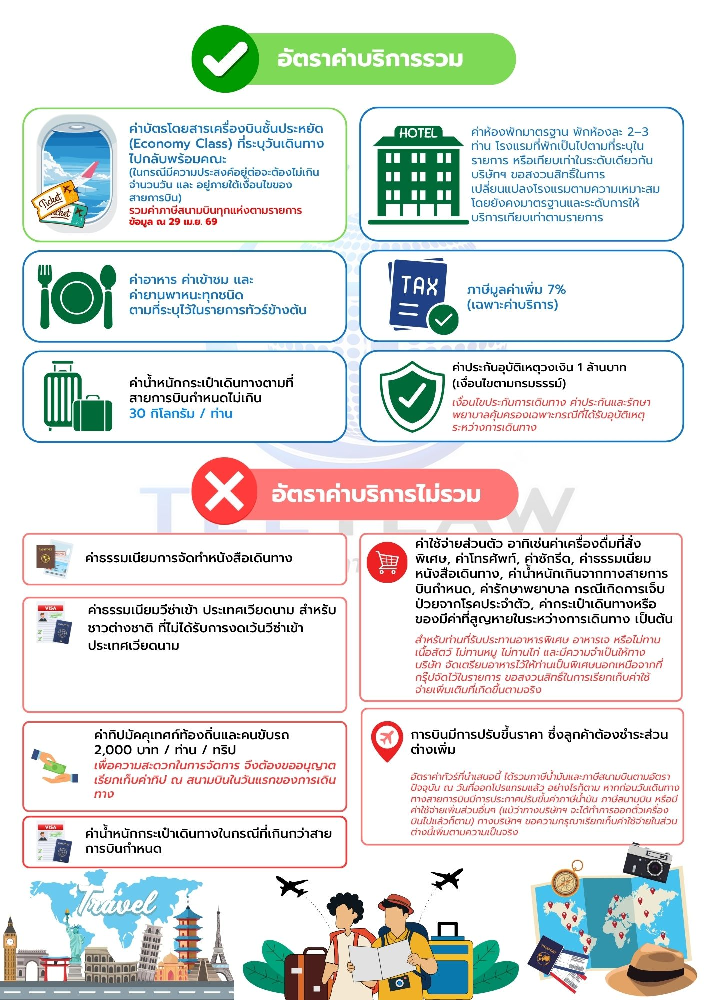 อัตราค่าบริการรวม
ค่าบัตรโดยสารเครื่องบินชั้นประหยัด
(Economy Class) ที่ระบุวันเดินทาง
ไปกลับพร้อมคณะ
(ในกรณีมีความประสงค์อยู่ต่อจะต้องไม่เกิน
จำนวนวัน และ อยู่ภายใต้เงื่อนไขของ
สายการบิน)
รวมค่าภาษีสนามบินทุกแห่งตามรายการ
ข้อมูล ณ 29 เม.ย. 69
Ticket
Ticket
HOTEL
ค่าห้องพักมาตรฐาน พักห้องละ 2–3
ท่าน โรงแรมที่พักเป็นไปตามที่ระบุใน
รายการ หรือเทียบเท่าในระดับเดียวกัน
บริษัทฯ ขอสงวนสิทธิ์ในการ
เปลี่ยนแปลงโรงแรมตามความเหมาะสม
โดยยังคงมาตรฐานและระดับการให้
บริการเทียบเท่าตามรายการ
ค่าอาหาร ค่าเข้าชม และ
ค่ายานพาหนะทุกชนิด
ตามที่ระบุไว้ในรายการทัวร์ข้างต้น
TAX
ภาษีมูลค่าเพิ่ม 7%
(เฉพาะค่าบริการ)
ค่าน้ำหนักกระเป๋าเดินทางตามที่
สายการบินกำหนดไม่เกิน
30 กิโลกรัม / ท่าน
ค่าประกันอุบัติเหตุวงเงิน 1 ล้านบาท
(เงื่อนไขตามกรมธรรม์)
เงื่อนไขประกันการเดินทาง ค่าประกันและรักษา
พยาบาลคุ้มครองเฉพาะกรณีที่ได้รับอุบัติเหตุ
ระหว่างการเดินทาง
อัตราค่าบริการไม่รวม
PASSPORT
APPROVED
ค่าธรรมเนียมการจัดทำหนังสือเดินทาง
VISA
APPROVED
PASSPORT
ค่าธรรมเนียมวีซ่าเข้า ประเทศเวียดนาม สำหรับ
ชาวต่างชาติ ที่ไม่ได้รับการงดเว้นวีซ่าเข้า
ประเทศเวียดนาม
ค่าทิปมัคคุเทศก์ท้องถิ่นและคนขับรถ
2,000 บาท / ท่าน / ทริป
เพื่อความสะดวกในการจัดการ จึงต้องขออนุญาต
เรียกเก็บค่าทิป ณ สนามบินในวันแรกของการเดิน
ทาง
VISA
APPROVED
PASSPORT
ค่าน้ำหนักกระเป๋าเดินทางในกรณีที่เกินกว่าสาย
การบินกำหนด
ค่าใช้จ่ายส่วนตัว อาทิเช่นค่าเครื่องดื่มที่สั่ง
พิเศษ, ค่าโทรศัพท์, ค่าซักรีด, ค่าธรรมเนียม
หนังสือเดินทาง, ค่าน้ำหนักเกินจากทางสายการ
บินกำหนด, ค่ารักษาพยาบาล กรณีเกิดการเจ็บ
ป่วยจากโรคประจำตัว, ค่ากระเป๋าเดินทางหรือ
ของมีค่าที่สูญหายในระหว่างการเดินทาง เป็นต้น
สำหรับท่านที่รับประทานอาหารพิเศษ อาหารเจ หรือไม่ทาน
เนื้อสัตว์ ไม่ทานหมู ไม่ทานไก่ และมีความจำเป็นให้ทาง
บริษัท จัดเตรียมอาหารไว้ให้ท่านเป็นพิเศษนอกเหนือจากที่
กรุ๊ปจัดไว้ในรายการ ขอสงวนสิทธิ์ในการเรียกเก็บค่าใช้
จ่ายเพิ่มเติมที่เกิดขึ้นตามจริง
การบินมีการปรับขึ้นราคา ซึ่งลูกค้าต้องชำระส่วน
ต่างเพิ่ม
อัตราค่าทัวร์ที่นำเสนอนี้ ได้รวมภาษีน้ำมันและภาษีสนามบินตามอัตรา
ปัจจุบัน ณ วันที่ออกโปรแกรมแล้ว อย่างไรก็ตาม หากก่อนวันเดินทาง
ทางสายการบินมีการประกาศปรับขึ้นค่าภาษีน้ำมัน ภาษีสนามบิน หรือมี
ค่าใช้จ่ายเพิ่มส่วนอื่นๆ (แม้ว่าทางบริษัทฯ จะได้ทำการออกตั๋วเครื่อง
บินไปแล้วก็ตาม) ทางบริษัทฯ ขอความกรุณาเรียกเก็บค่าใช้จ่ายในส่วน
ต่างนี้เพิ่มตามความเป็นจริง
Travel
PASSPORT